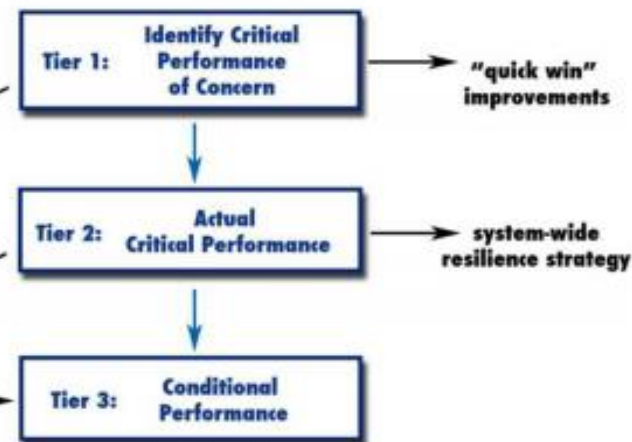 Tier 1:
Identify Critical
Performance
of Concern
"quick win"
improvements
Tier 2:
Actual
Critical Performance
system-wide
resilience strategy
Tier 3:
Conditional
Performance